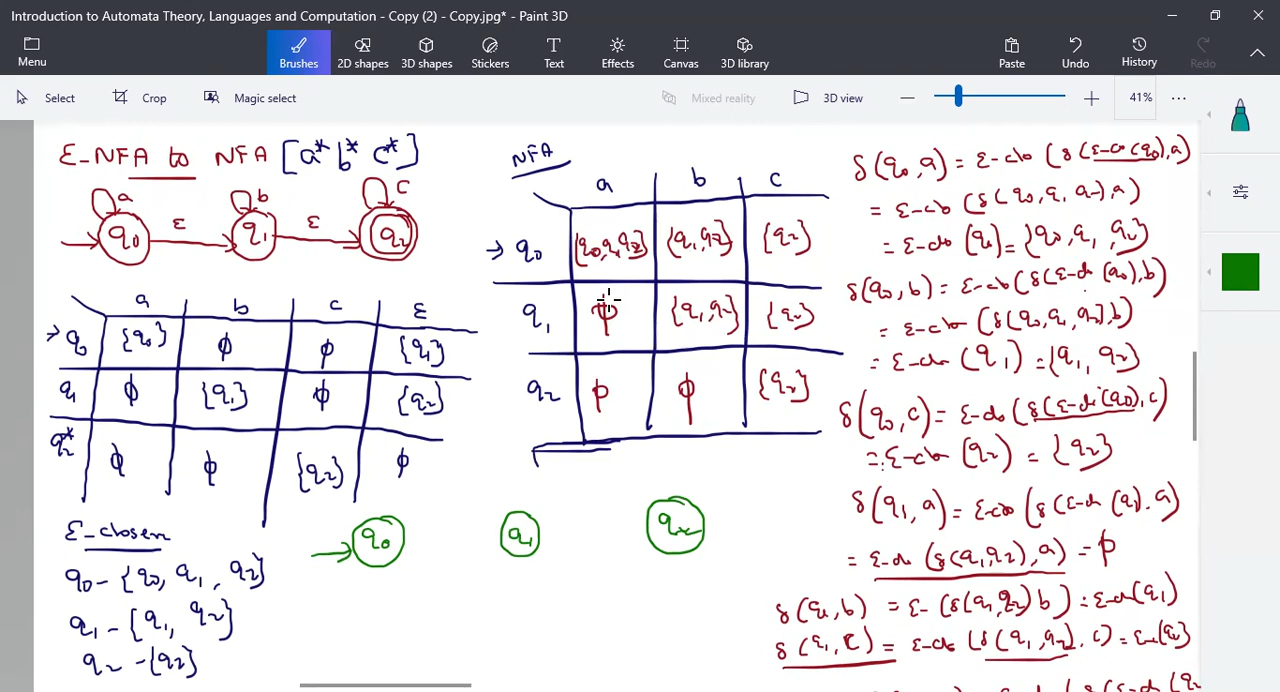 Introduction to Automata Theory, Languages and Computation - Copy (2) - Copy.jpg* - Paint 3D
Menu
Brushes
2D shapes
3D shapes
Stickers
Text
Effects
Canvas
3D library
Paste
Undo
History
Redo
Select
Crop
Magic select
Mixed reality
3D view
41%
ε-NFA to NFA [a* b* c*]
a b c
q0 ε q1 ε q2
a b c ε
q0 {q0} ϕ ϕ {q1}
q1 ϕ {q1} ϕ {q2}
q2* ϕ ϕ {q2} ϕ
q0 - {q0, q1, q2}
q1 - {q1, q2}
q2 - {q2}
NFA
a b c
q0 {q0,q1,q2} {q1,q2} {q2}
q1 ϕ {q1,q2} {q2}
q2 ϕ ϕ {q2}
q0 q1 q2
δ(q0,a) = ε-clo (δ(ε-clo(q0),a)
= ε-clo (δ(q0,q1,q2),a)
= ε-clo (q0) = {q0,q1,q2}
δ(q0,b) = ε-clo (δ(ε-clo(q0),b)
= ε-clo (δ(q0,q1,q2),b)
= ε-clo (q1) = {q1,q2}
δ(q0,c) = ε-clo (δ(ε-clo(q0),c)
= ε-clo (q2) = {q2}
δ(q1,a) = ε-clo (δ(ε-clo(q1),a)
= ε-clo (δ(q1,q2),a) = ϕ
δ(q1,b) = ε- (δ(q1,q2)b) = ε-clo(q1)
δ(q1,c) = ε-clo (δ(q1,q2),c) = ε-(q2)